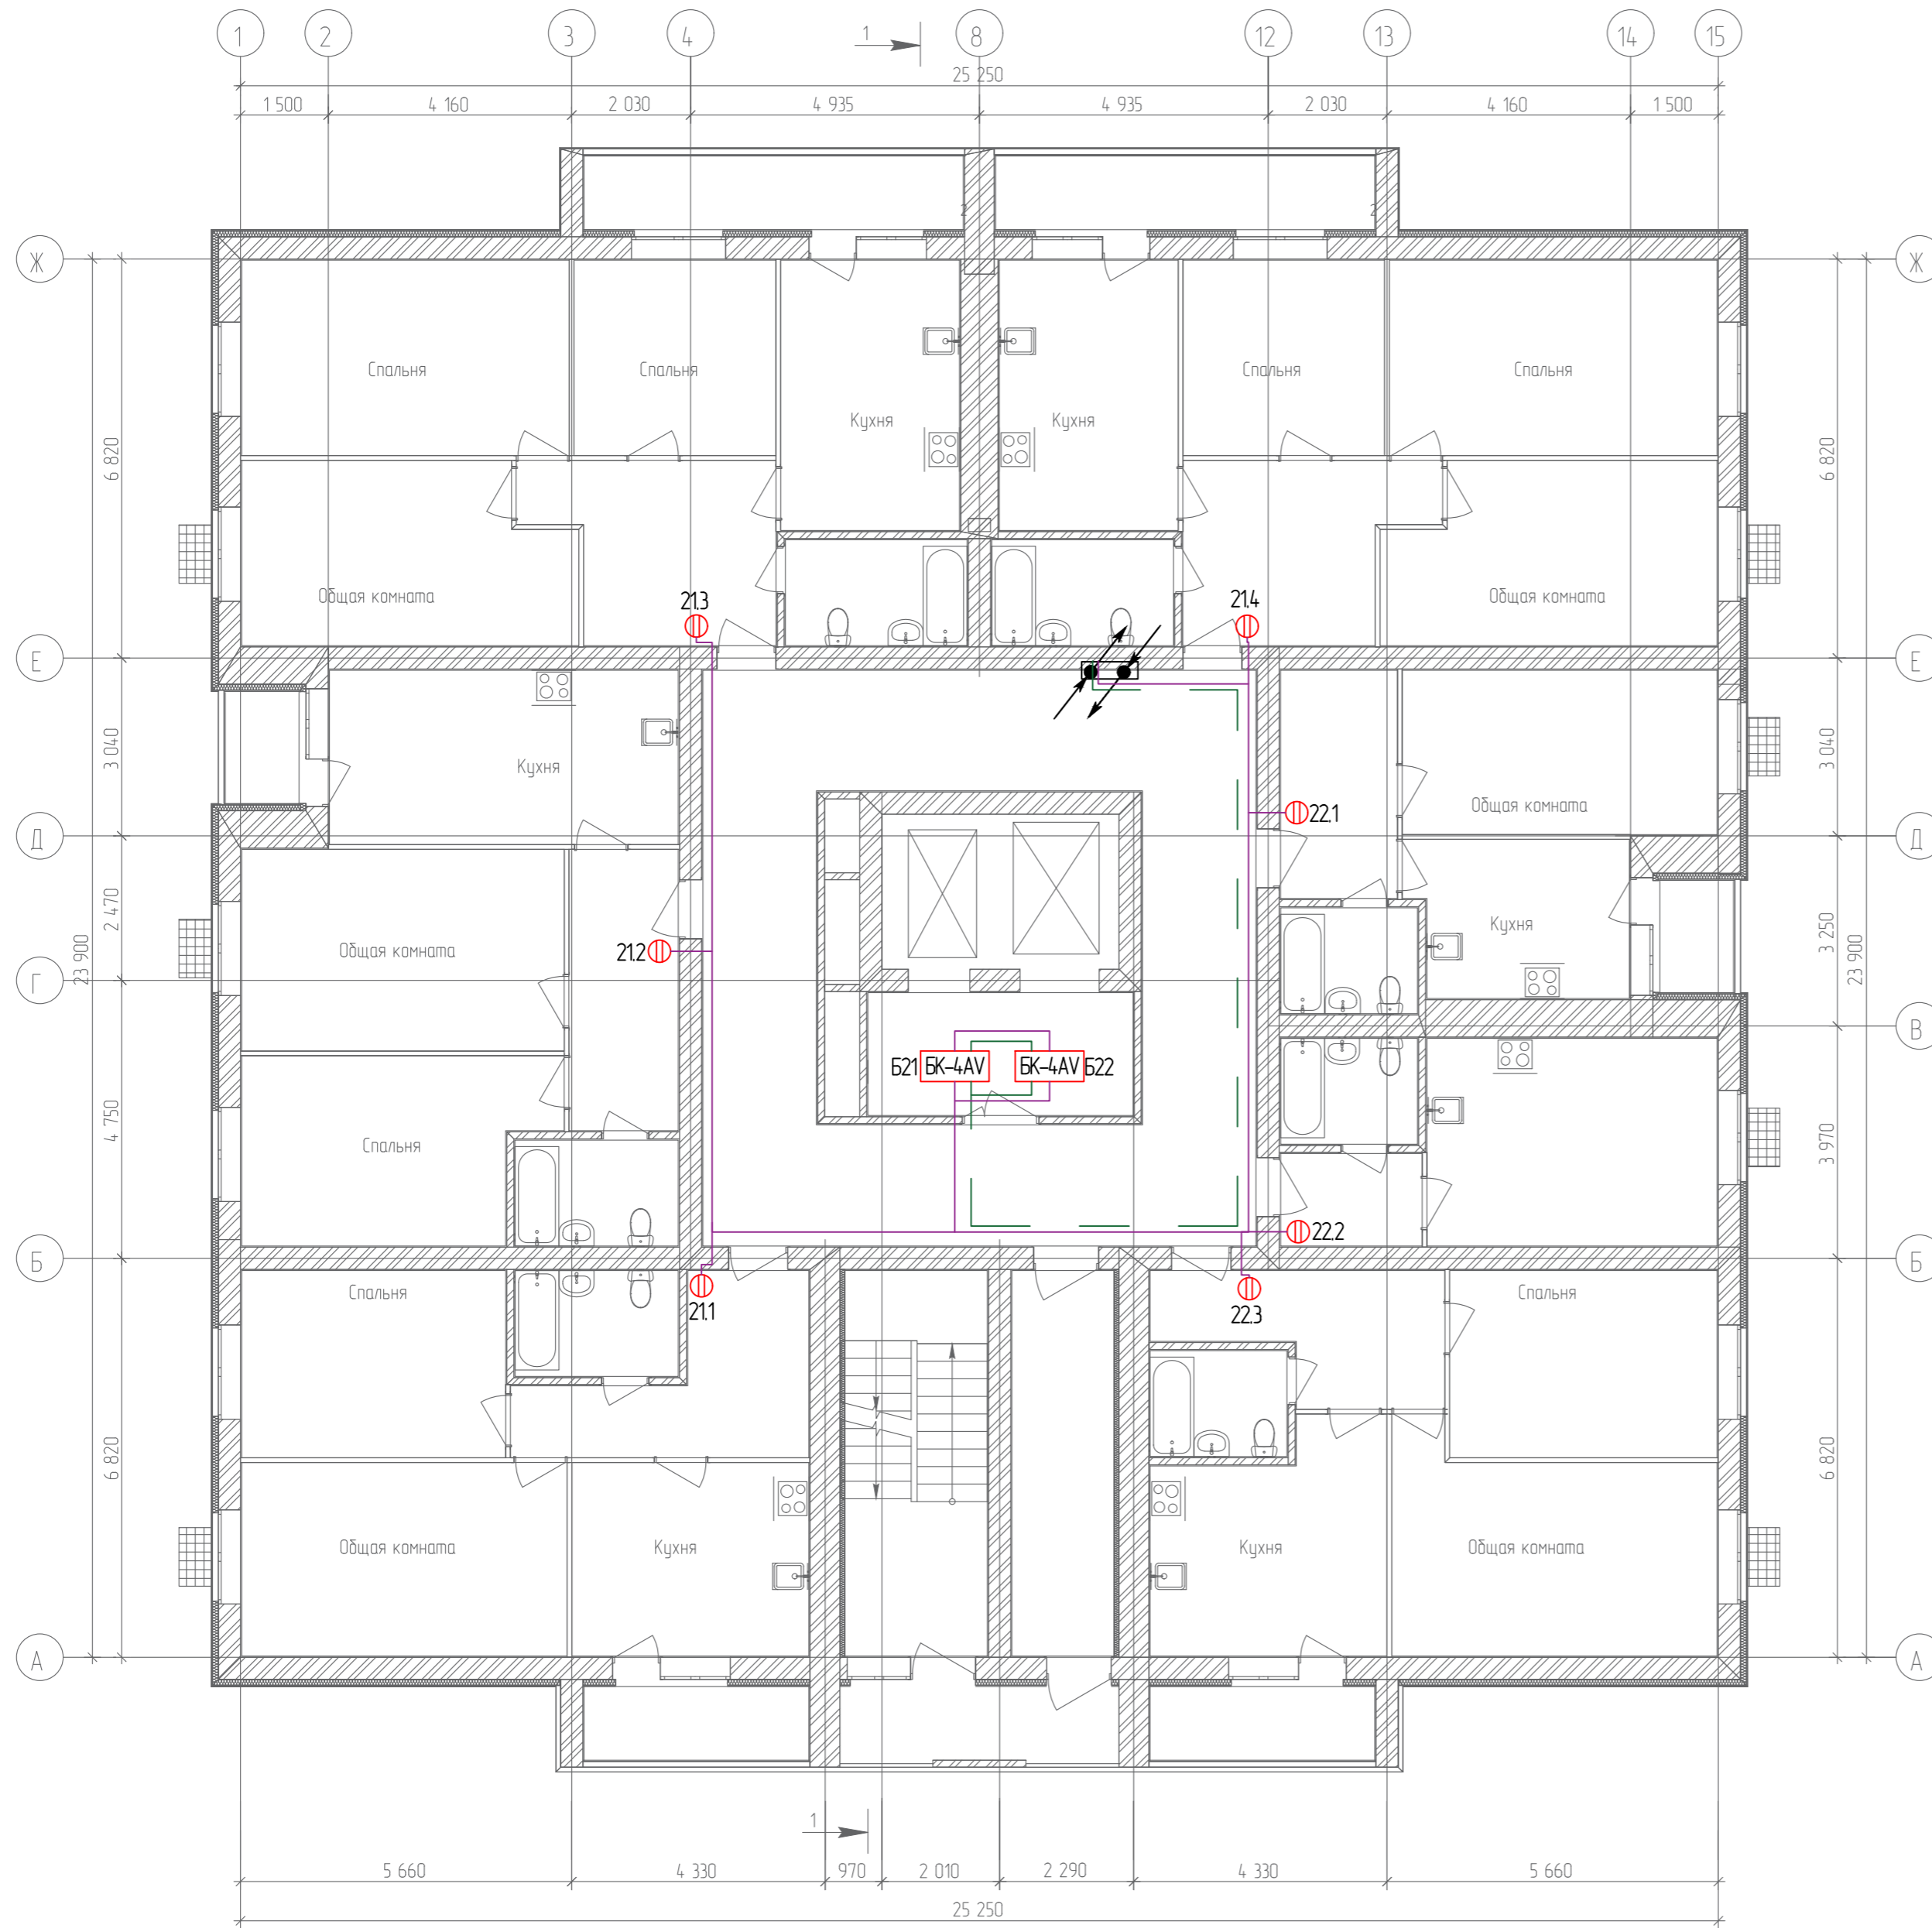 1 2 3 4 1 8 12 13 14 15
25 250
1 500 4 160 2 030 4 935 4 935 2 030 4 160 1 500
2 2
Ж Ж
Спальня Спальня Спальня Спальня
Кухня Кухня
6 820 6 820
Общая комната 21.3 21.4 Общая комната
Е Е
3 040 Кухня 3 040
22.1 Общая комната
Д Д
2 470 Общая комната 21.2 Кухня 3 250
23 900 23 900
Г
В
Б21 БК-4AV БК-4AV Б22
4 750 Спальня 3 970
22.2
Б Б
Спальня 21.1 22.3 Спальня
6 820 6 820
Общая комната Кухня Кухня Общая комната
А А
1
5 660 4 330 970 2 010 2 290 4 330 5 660
25 250